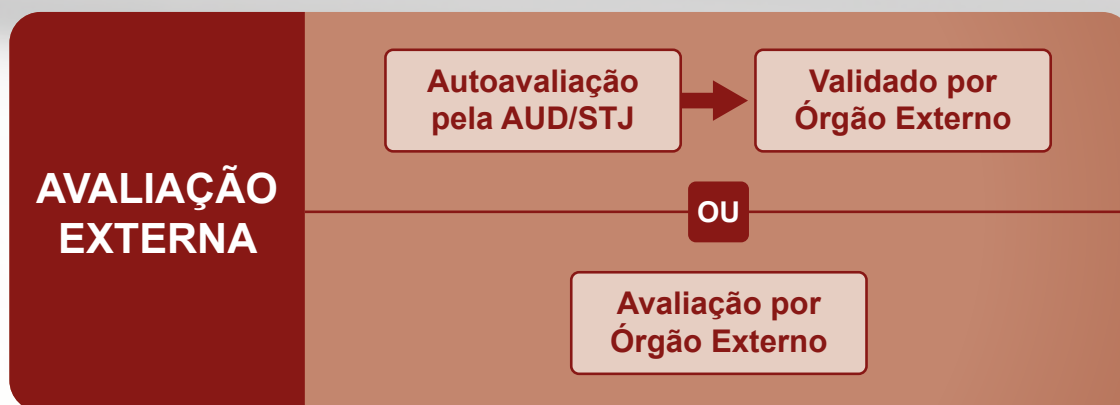 AVALIAÇÃO
EXTERNA
Autoavaliação
pela AUD/STJ
Validado por
Órgão Externo
OU
Avaliação por
Órgão Externo